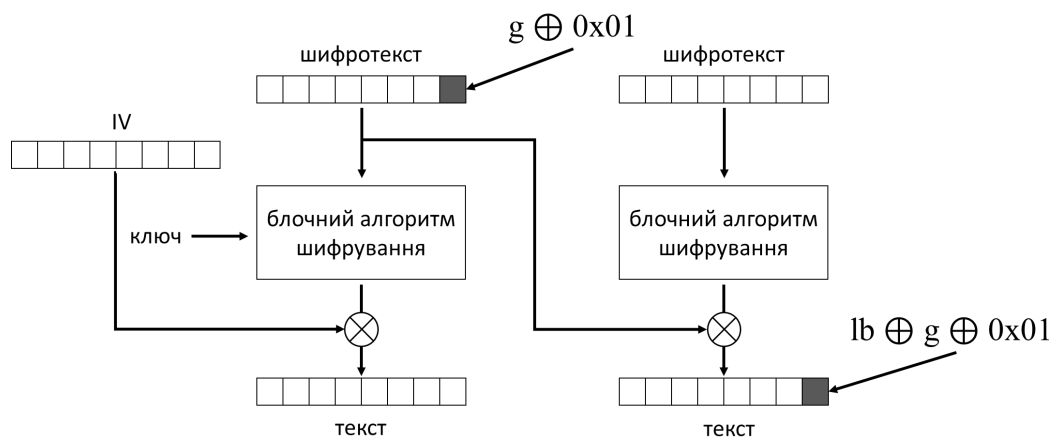 g ⊕ 0x01
шифротекст
шифротекст
IV
ключ
блочний алгоритм
шифрування
блочний алгоритм
шифрування
lb ⊕ g ⊕ 0x01
текст
текст